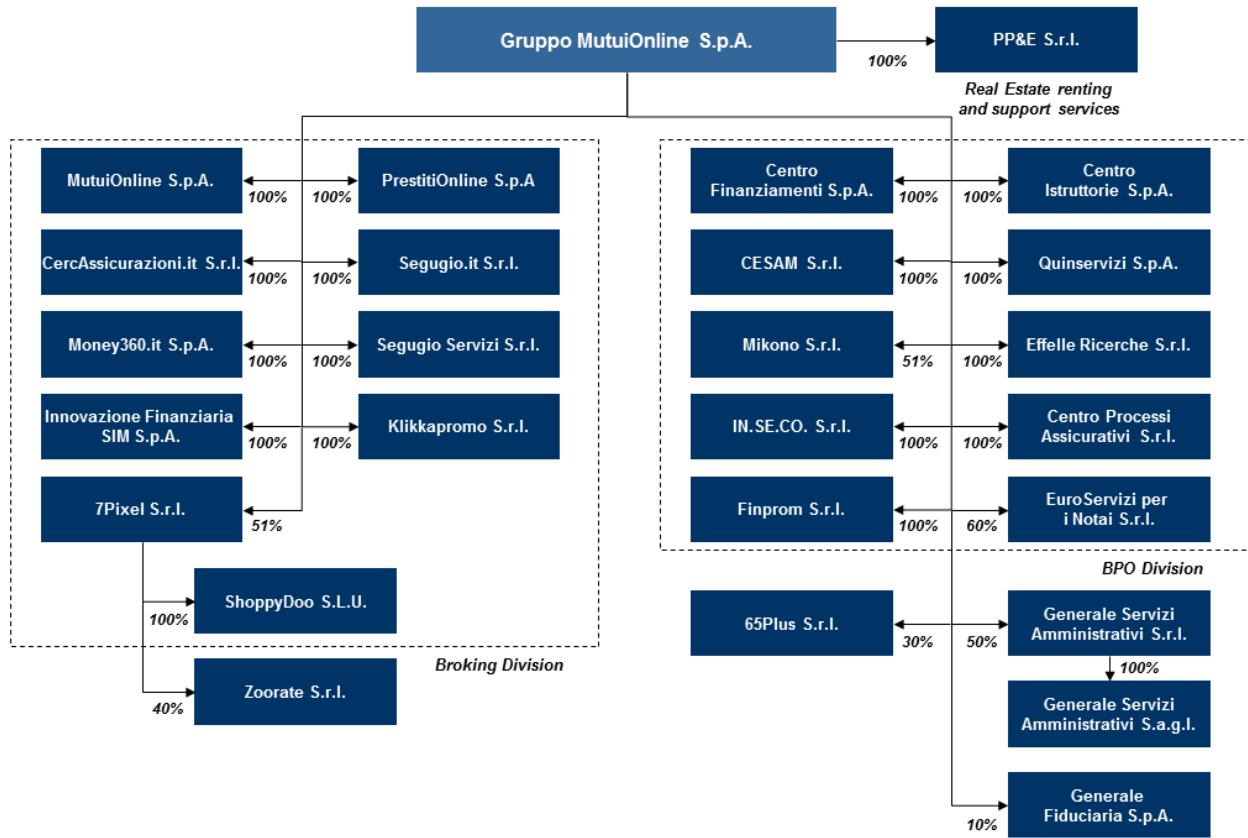 Gruppo MutuiOnline S.p.A.
PP&E S.r.l.
100%
Real Estate renting
and support services
MutuiOnline S.p.A.
100%
100%
PrestitiOnline S.p.A
CercAssicurazioni.it S.r.l.
100%
100%
Segugio.it S.r.l.
Money360.it S.p.A.
100%
100%
Segugio Servizi S.r.l.
Innovazione Finanziaria
SIM S.p.A.
100%
100%
Klikkapromo S.r.l.
7Pixel S.r.l.
51%
ShoppyDoo S.L.U.
100%
Broking Division
Zoorate S.r.l.
40%
Centro
Finanziamenti S.p.A.
100%
100%
Centro
Istruttorie S.p.A.
CESAM S.r.l.
100%
100%
Quinservizi S.p.A.
Mikono S.r.l.
51%
100%
Effelle Ricerche S.r.l.
IN.SE.CO. S.r.l.
100%
100%
Centro Processi
Assicurativi S.r.l.
Finprom S.r.l.
100%
60%
EuroServizi per
i Notai S.r.l.
BPO Division
65Plus S.r.l.
30%
50%
Generale Servizi
Amministrativi S.r.l.
100%
Generale Servizi
Amministrativi S.a.g.l.
Generale
Fiduciaria S.p.A.
10%